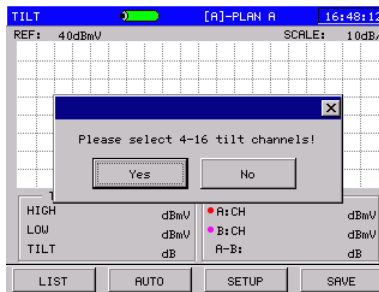 TILT [A]-PLAN A 16:48:12
REF: 40dBmV SCALE: 10dB/
Please select 4-16 tilt channels!
Yes No
HIGH dBmV A:CH dBmV
LOW dBmV B:CH dBmV
TILT dB A-B: dB
LIST AUTO SETUP SAVE